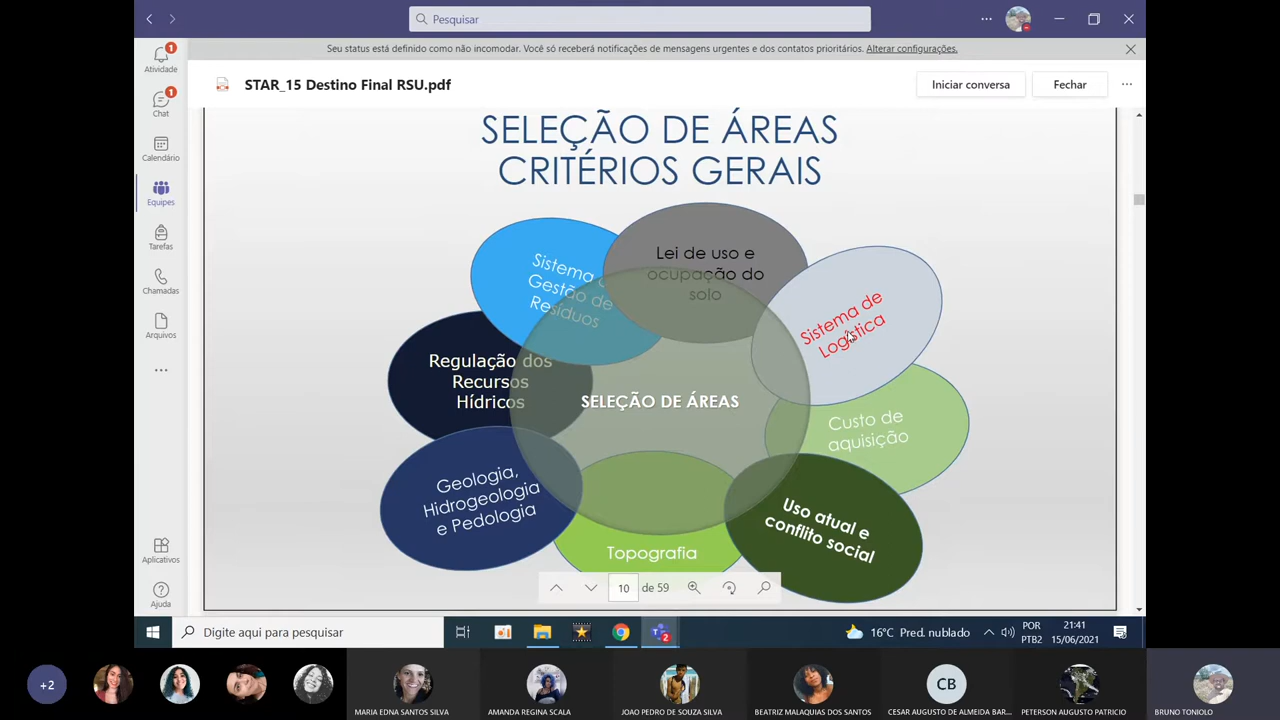 Pesquisar
Seu status está definido como não incomodar. Você só receberá notificações de mensagens urgentes e dos contatos prioritários. Alterar configurações.
Atividade
1
Chat
1
Calendário
Equipes
Tarefas
Chamadas
Arquivos
Aplicativos
Ajuda
STAR_15 Destino Final RSU.pdf
Iniciar conversa
Fechar
SELEÇÃO DE ÁREAS
CRITÉRIOS GERAIS
Sistema
Gestão de
Resíduos
Lei de uso e
ocupação do
solo
Sistema de
Logística
Regulação dos
Recursos
Hídricos
SELEÇÃO DE ÁREAS
Custo de
aquisição
Geologia,
Hidrogeologia
e Pedologia
Uso atual e
conflito social
Topografia
10 de 59
Digite aqui para pesquisar
2
16°C Pred. nublado
POR
PTB2
21:41
15/06/2021
+2
MARIA EDNA SANTOS SILVA
AMANDA REGINA SCALA
JOAO PEDRO DE SOUZA SILVA
BEATRIZ MALAQUIAS DOS SANTOS
CB
CESAR AUGUSTO DE ALMEIDA BAR...
PETERSON AUGUSTO PATRICIO
BRUNO TONIOLO